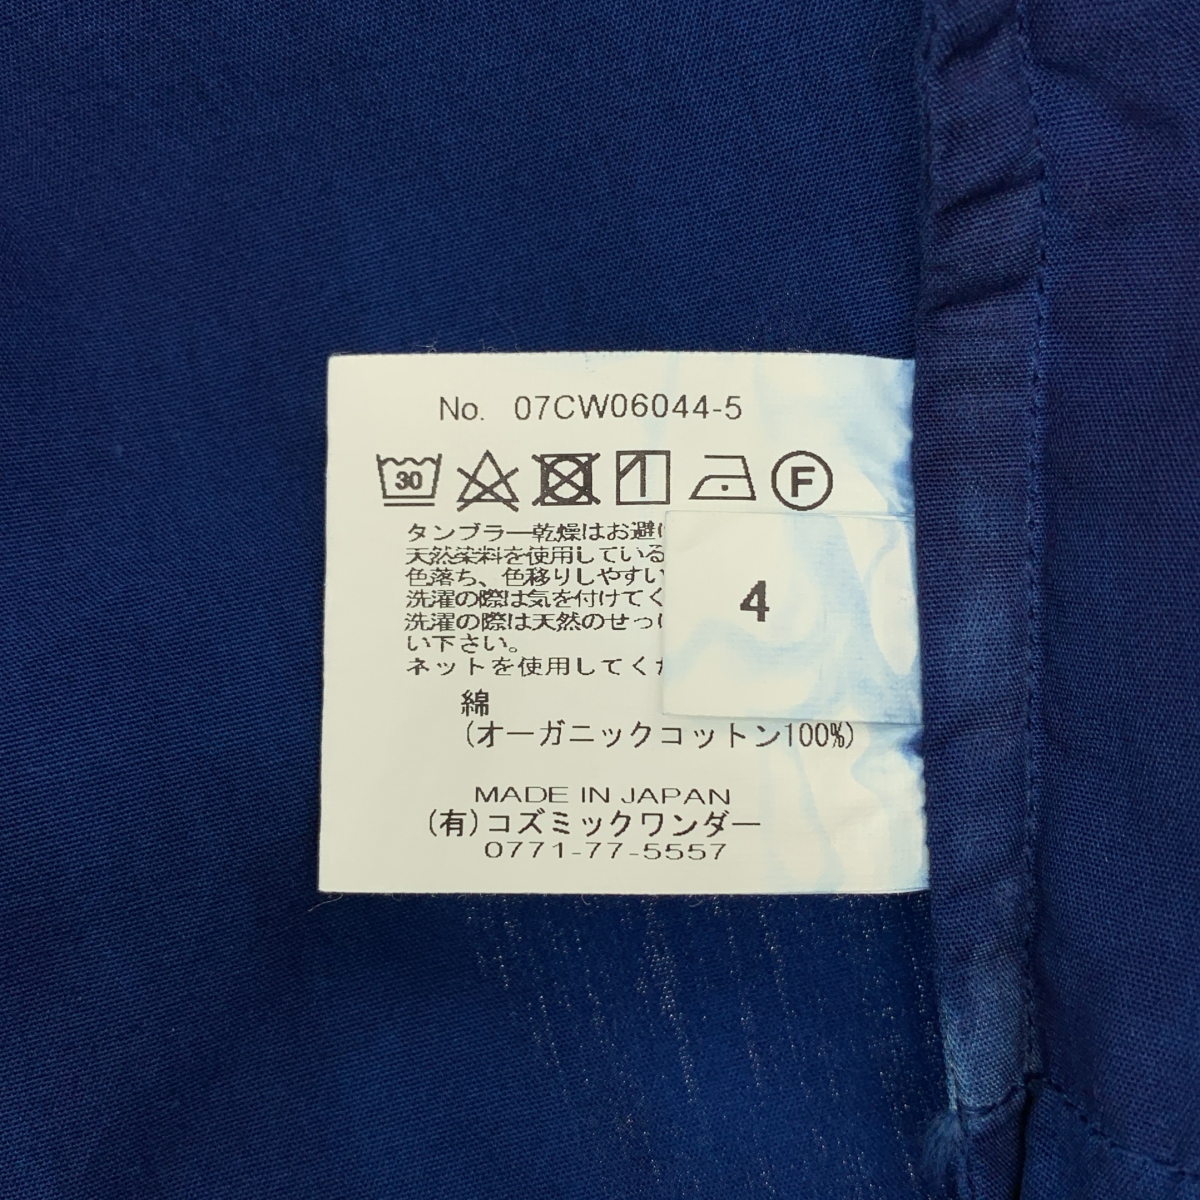 No. 07CW06044-5
30
F
タンブラー乾燥はお避け
天然染料を使用している
色落ち、色移りしやすい
洗濯の際は気を付けてく
洗濯の際は天然のせっけ
い下さい。
ネットを使用してくだ
4
綿
(オーガニックコットン100%)
MADE IN JAPAN
(有)コズミックワンダー
0771-77-5557